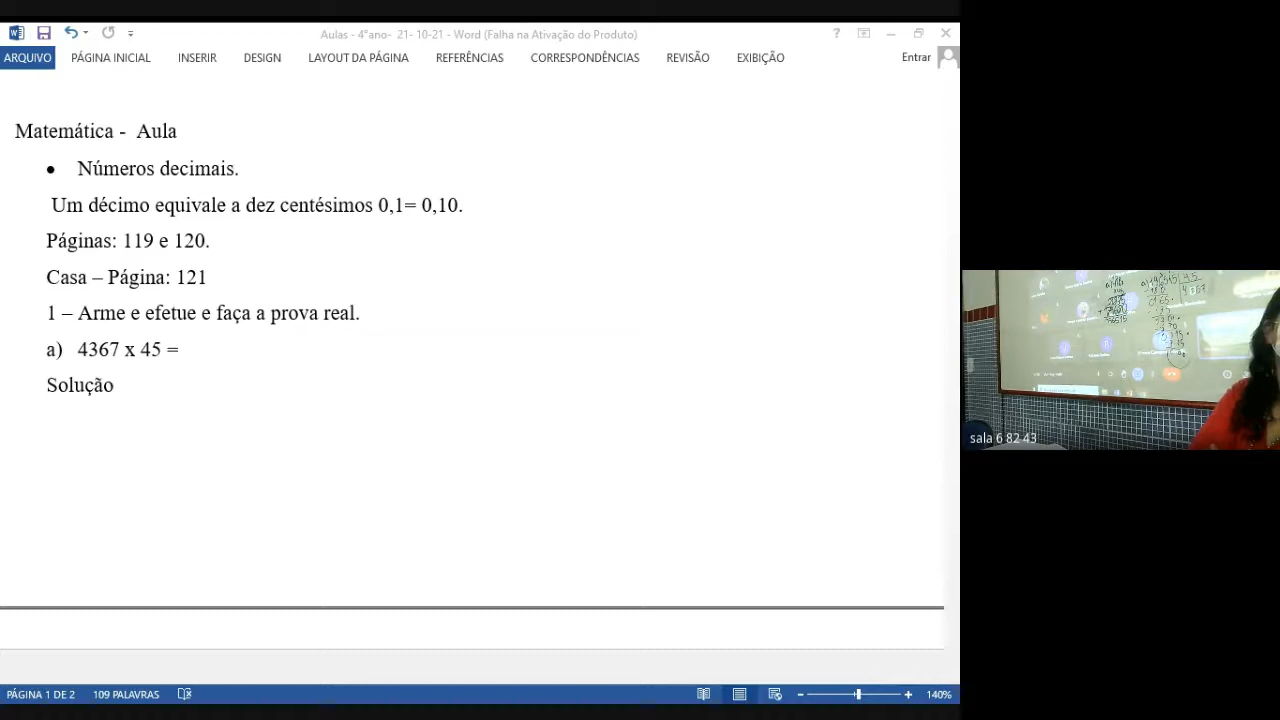 Aulas - 4°ano- 21- 10-21 - Word (Falha na Ativação do Produto)
?
ARQUIVO PÁGINA INICIAL INSERIR DESIGN LAYOUT DA PÁGINA REFERÊNCIAS CORRESPONDÊNCIAS REVISÃO EXIBIÇÃO Entrar
Matemática - Aula
• Números decimais.
Um décimo equivale a dez centésimos 0,1= 0,10.
Páginas: 119 e 120.
Casa – Página: 121
1 – Arme e efetue e faça a prova real.
a) 4367 x 45 =
Solução
sala 6 82 43
PÁGINA 1 DE 2 109 PALAVRAS 140%